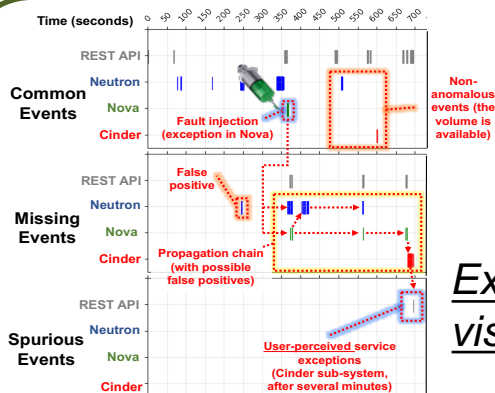 Time (seconds)
0 50 100 150 200 250 300 350 400 450 500 550 600 650 700
REST API
Neutron
Nova
Cinder
Common
Events
Fault injection
(exception in Nova)
Non-
anomalous
events (the
volume is
available)
REST API
Neutron
Nova
Cinder
Missing
Events
False
positive
Propagation chain
(with possible
false positives)
REST API
Neutron
Nova
Cinder
Spurious
Events
User-perceived service
exceptions
(Cinder sub-system,
after several minutes)